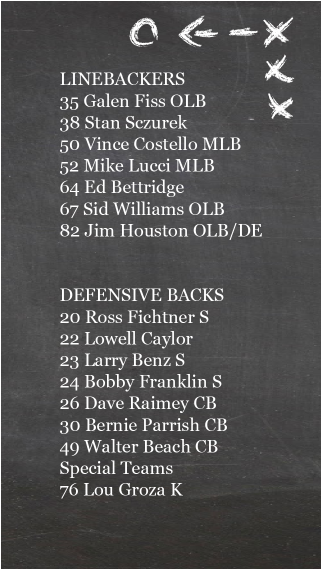 O ← – X
X
X
LINEBACKERS
35 Galen Fiss OLB
38 Stan Sczurek
50 Vince Costello MLB
52 Mike Lucci MLB
64 Ed Bettridge
67 Sid Williams OLB
82 Jim Houston OLB/DE
DEFENSIVE BACKS
20 Ross Fichtner S
22 Lowell Caylor
23 Larry Benz S
24 Bobby Franklin S
26 Dave Raimey CB
30 Bernie Parrish CB
49 Walter Beach CB
Special Teams
76 Lou Groza K